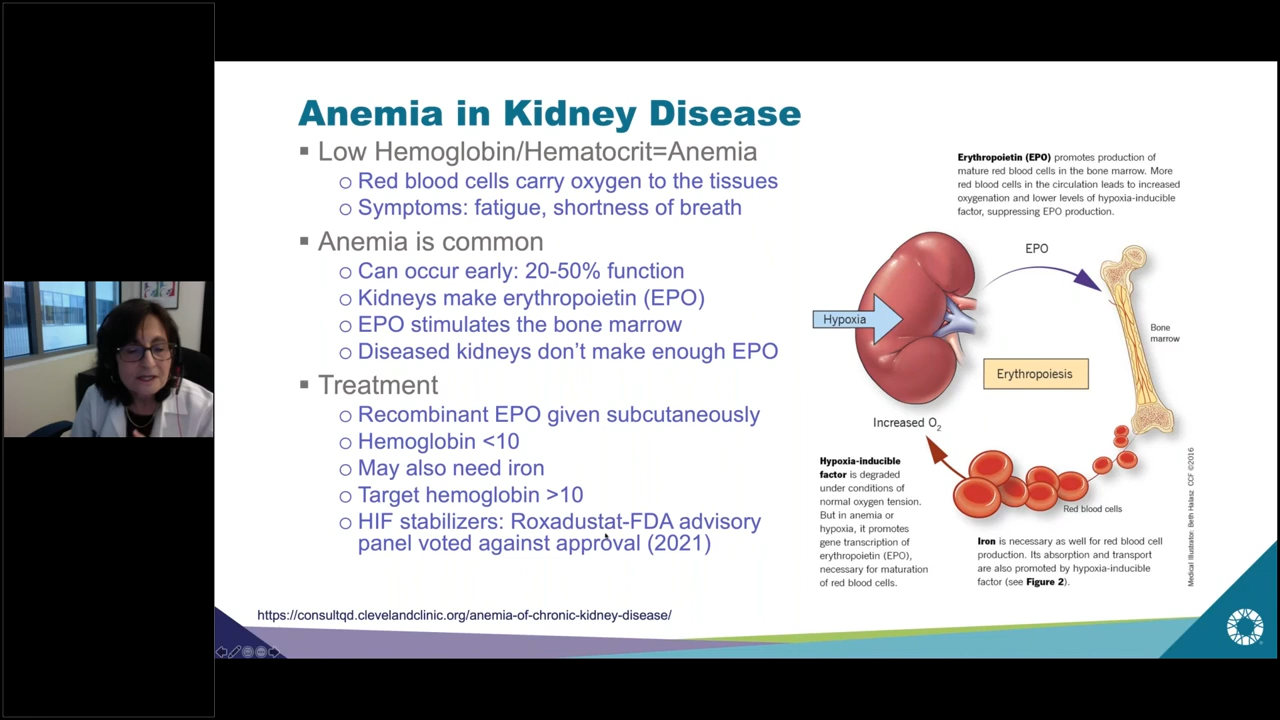 Anemia in Kidney Disease
▪ Low Hemoglobin/Hematocrit=Anemia
o Red blood cells carry oxygen to the tissues
o Symptoms: fatigue, shortness of breath
▪ Anemia is common
o Can occur early: 20-50% function
o Kidneys make erythropoietin (EPO)
o EPO stimulates the bone marrow
o Diseased kidneys don't make enough EPO
▪ Treatment
o Recombinant EPO given subcutaneously
o Hemoglobin <10
o May also need iron
o Target hemoglobin >10
o HIF stabilizers: Roxadustat-FDA advisory
panel voted against approval (2021)
https://consultqd.clevelandclinic.org/anemia-of-chronic-kidney-disease/
Erythropoietin (EPO) promotes production of
mature red blood cells in the bone marrow. More
red blood cells in the circulation leads to increased
oxygenation and lower levels of hypoxia-inducible
factor, suppressing EPO production.
EPO
Hypoxia
Bone
marrow
Erythropoiesis
Increased O2
Red blood cells
Hypoxia-inducible
factor is degraded
under conditions of
normal oxygen tension.
But in anemia or
hypoxia, it promotes
gene transcription of
erythropoietin (EPO),
necessary for maturation
of red blood cells.
Iron is necessary as well for red blood cell
production. Its absorption and transport
are also promoted by hypoxia-inducible
factor (see Figure 2).
Medical Illustrator: Beth Halasz CCF ©2016